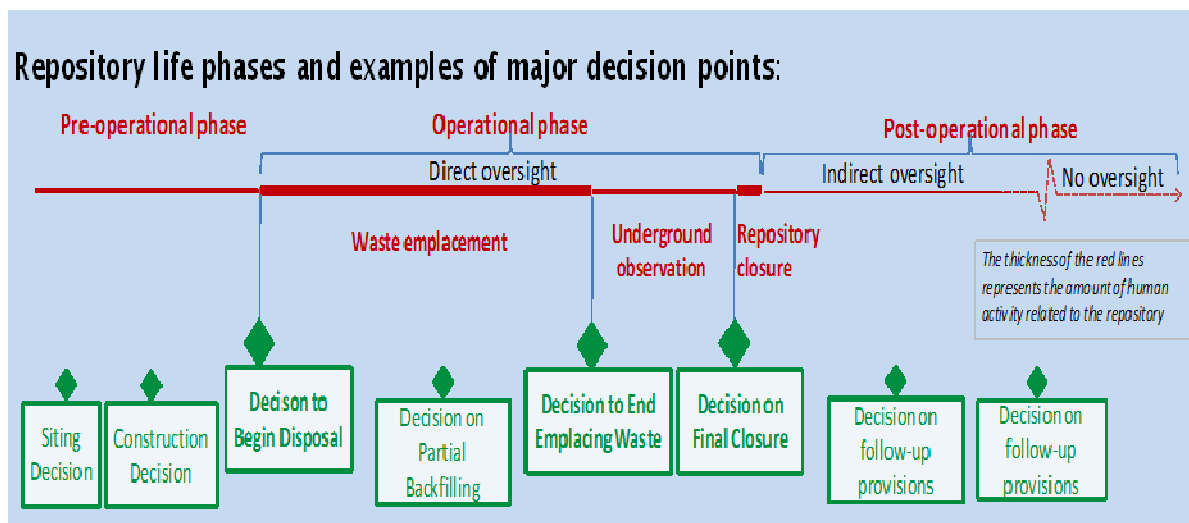 Repository life phases and examples of major decision points:
Pre-operational phase
Operational phase
Post-operational phase
Direct oversight
Indirect oversight
No oversight
Waste emplacement
Underground
observation
Repository
closure
The thickness of the red lines
represents the amount of human
activity related to the repository
Siting
Decision
Construction
Decision
Decison to
Begin Disposal
Decision on
Partial
Backfilling
Decision to End
Emplacing Waste
Decision on
Final Closure
Decision on
follow-up
provisions
Decision on
follow-up
provisions